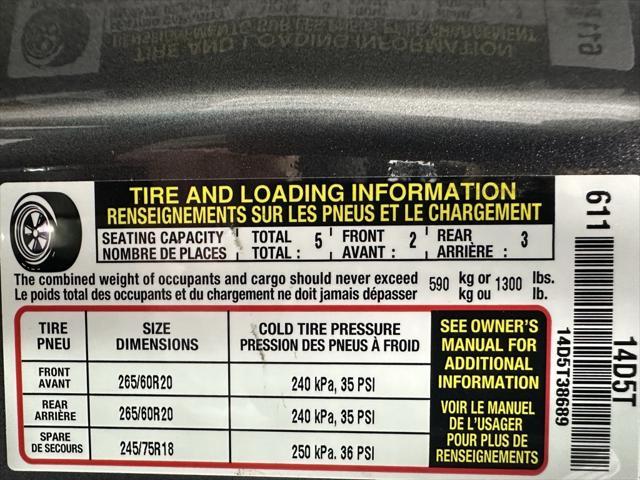 TIRE AND LOADING INFORMATION
RENSEIGNEMENTS SUR LES PNEUS ET LE CHARGEMENT
SEATING CAPACITY TOTAL 5 FRONT 2 REAR 3
NOMBRE DE PLACES TOTAL : AVANT : ARRIÈRE :
The combined weight of occupants and cargo should never exceed 590 kg or 1300 lbs.
Le poids total des occupants et du chargement ne doit jamais dépasser kg ou lb.
TIRE SIZE COLD TIRE PRESSURE
PNEU DIMENSIONS PRESSION DES PNEUS À FROID
FRONT
AVANT 265/60R20 240 kPa, 35 PSI
REAR
ARRIÈRE 265/60R20 240 kPa, 35 PSI
SPARE
DE SECOURS 245/75R18 250 kPa. 36 PSI
SEE OWNER'S
MANUAL FOR
ADDITIONAL
INFORMATION
VOIR LE MANUEL
DE L'USAGER
POUR PLUS DE
RENSEIGNEMENTS
611 14D5T
14D5T38689